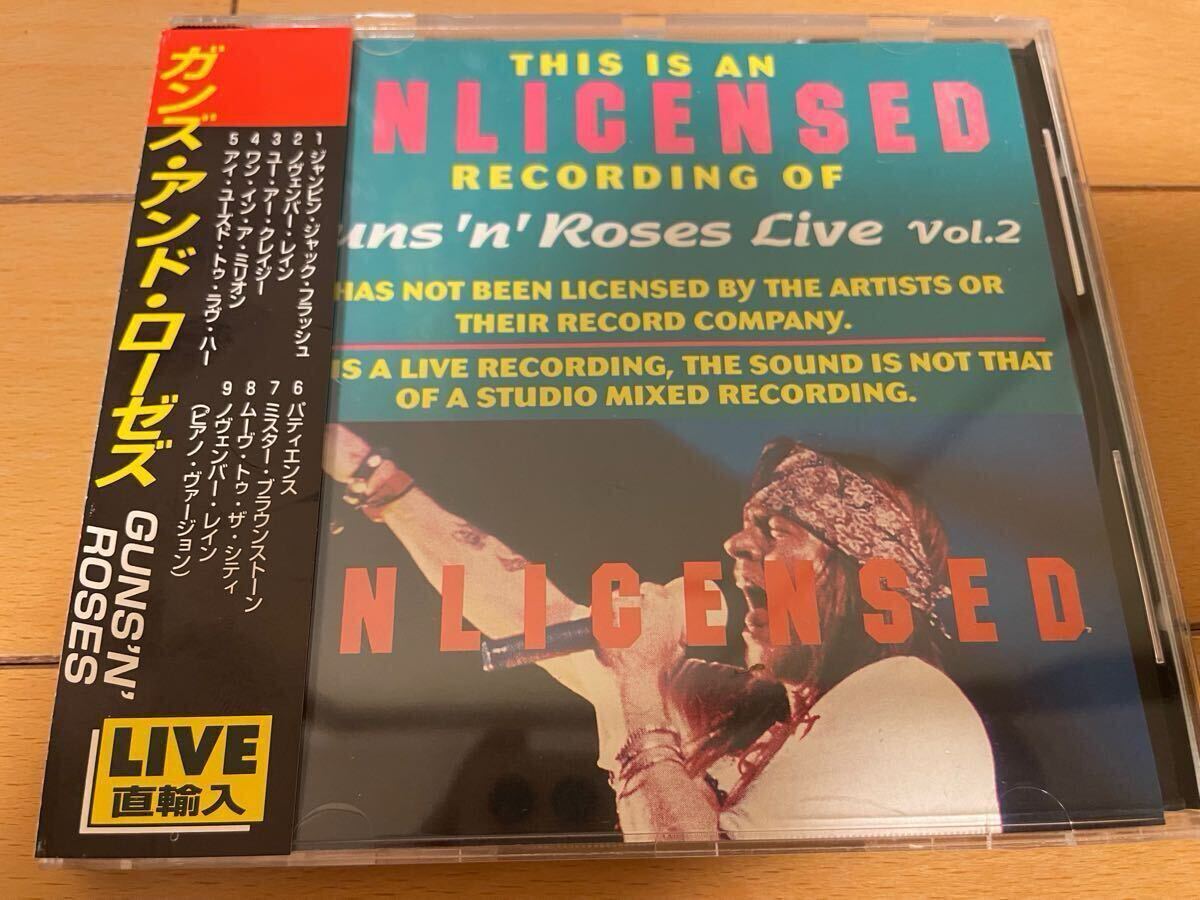 ガンズ・アンド・ローゼズ
GUNS'N'
ROSES
1 ジャンピン・ジャック・フラッシュ
2 ノヴェンバー・レイン
3 ユー・アー・クレイジー
4 ワン・イン・ア・ミリオン
5 アイ・ユーズド・トゥ・ラヴ・ハー
6 パティエンス
7 ミスター・ブラウンストーン
8 ムーヴ・トゥ・ザ・シティ
9 ノヴェンバー・レイン
(ピアノ・ヴァージョン)
LIVE
直輸入
THIS IS AN
NLICENSED
RECORDING OF
uns 'n' Roses Live Vol.2
HAS NOT BEEN LICENSED BY THE ARTISTS OR
THEIR RECORD COMPANY.
IS A LIVE RECORDING, THE SOUND IS NOT THAT
OF A STUDIO MIXED RECORDING.
NLICENSED